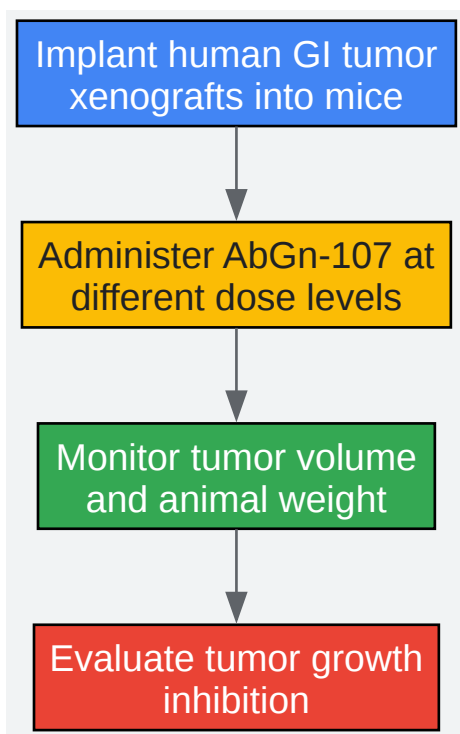 Implant human GI tumor
xenografts into mice
Administer AbGn-107 at
different dose levels
Monitor tumor volume
and animal weight
Evaluate tumor growth
inhibition